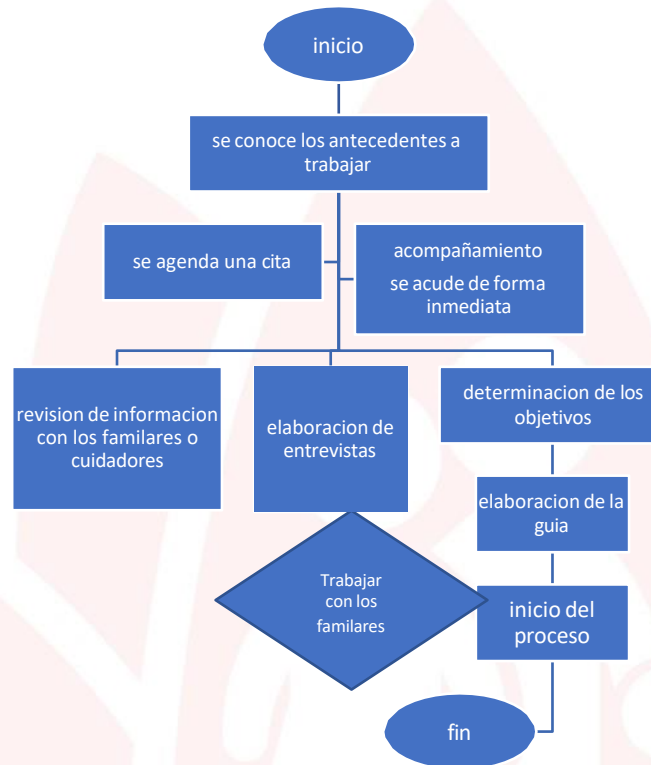 inicio
se conoce los antecedentes a
trabajar
se agenda una cita
acompañamiento
se acude de forma
inmediata
revision de informacion
con los familares o
cuidadores
elaboracion de
entrevistas
determinacion de los
objetivos
elaboracion de la
guia
Trabajar
con los
familares
inicio del
proceso
fin